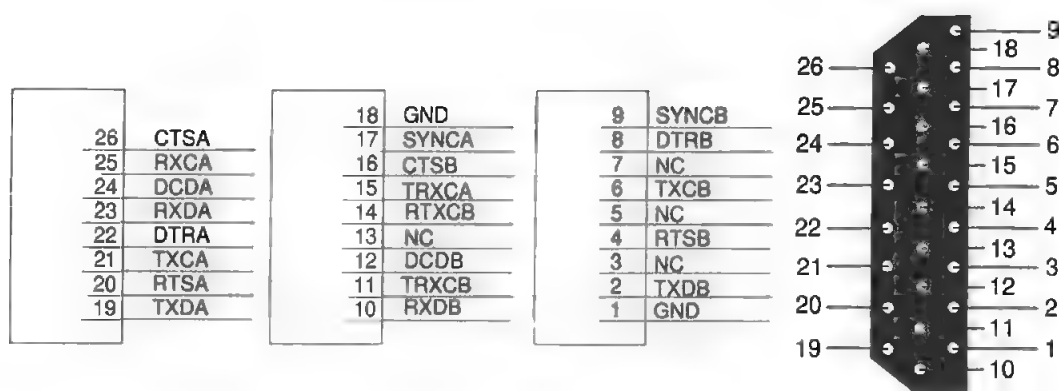 26 CTSA
25 RXCA
24 DCDA
23 RXDA
22 DTRA
21 TXCA
20 RTSA
19 TXDA
18 GND
17 SYNCA
16 CTSB
15 TRXCA
14 RTXCB
13 NC
12 DCDB
11 TRXCB
10 RXDB
9 SYNCB
8 DTRB
7 NC
6 TXCB
5 NC
4 RTSB
3 NC
2 TXDB
1 GND
26
25
24
23
22
21
20
19
9
18
8
17
7
16
6
15
5
14
4
13
3
12
2
11
1
10